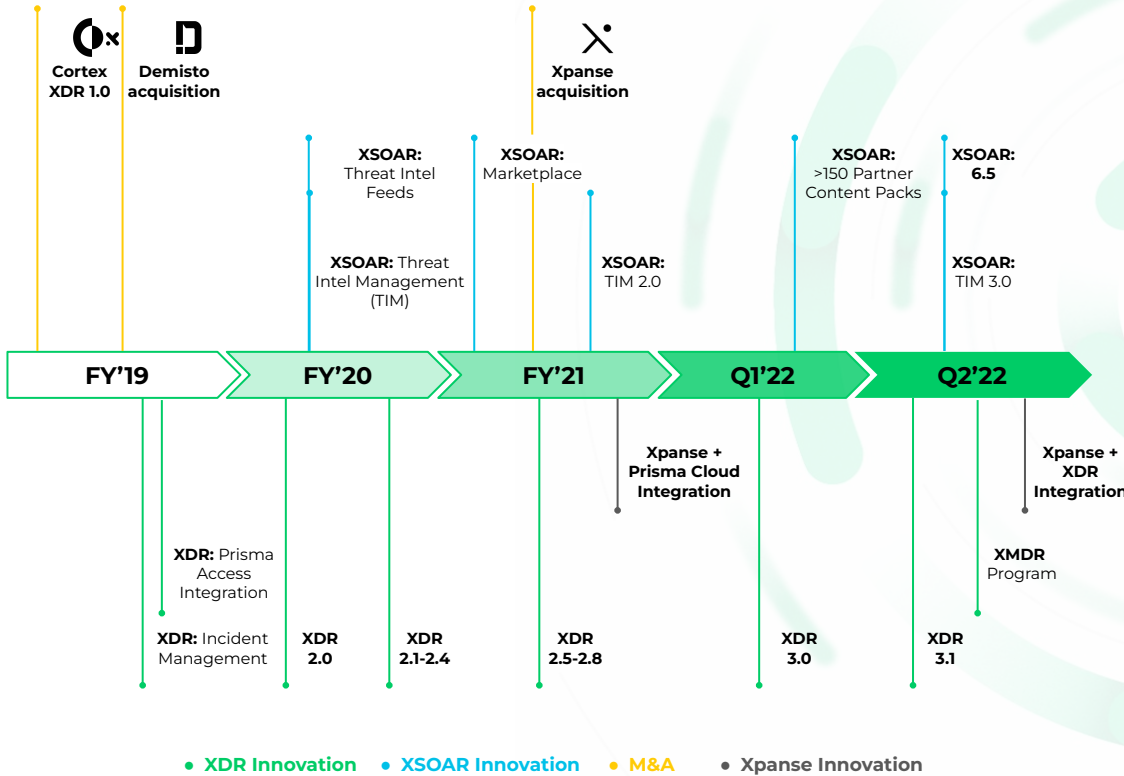 Cortex
XDR 1.0
Demisto
acquisition
Xpanse
acquisition
XSOAR:
Threat Intel
Feeds
XSOAR:
Marketplace
XSOAR:
>150 Partner
Content Packs
XSOAR:
6.5
XSOAR: Threat
Intel Management
(TIM)
XSOAR:
TIM 2.0
XSOAR:
TIM 3.0
FY’19
FY’20
FY’21
Q1’22
Q2’22
Xpanse +
Prisma Cloud
Integration
Xpanse +
XDR
Integration
XDR: Prisma
Access
Integration
XMDR
Program
XDR: Incident
Management
XDR
2.0
XDR
2.1-2.4
XDR
2.5-2.8
XDR
3.0
XDR
3.1
• XDR Innovation • XSOAR Innovation • M&A • Xpanse Innovation